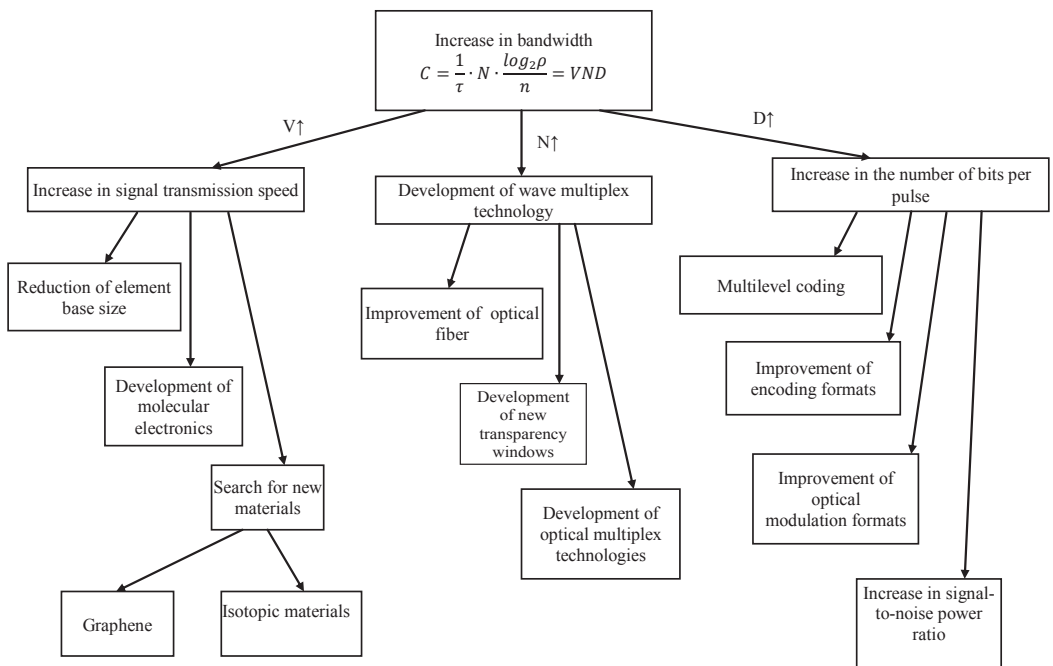 Increase in bandwidth
C = 1/τ · N · log₂ρ/n = VND
V↑
N↑
D↑
Increase in signal transmission speed
Development of wave multiplex
technology
Increase in the number of bits per
pulse
Reduction of element
base size
Development of
molecular
electronics
Search for new
materials
Graphene
Isotopic materials
Improvement of optical
fiber
Development
of new
transparency
windows
Development of
optical multiplex
technologies
Multilevel coding
Improvement of
encoding formats
Improvement of
optical
modulation formats
Increase in signal-
to-noise power
ratio